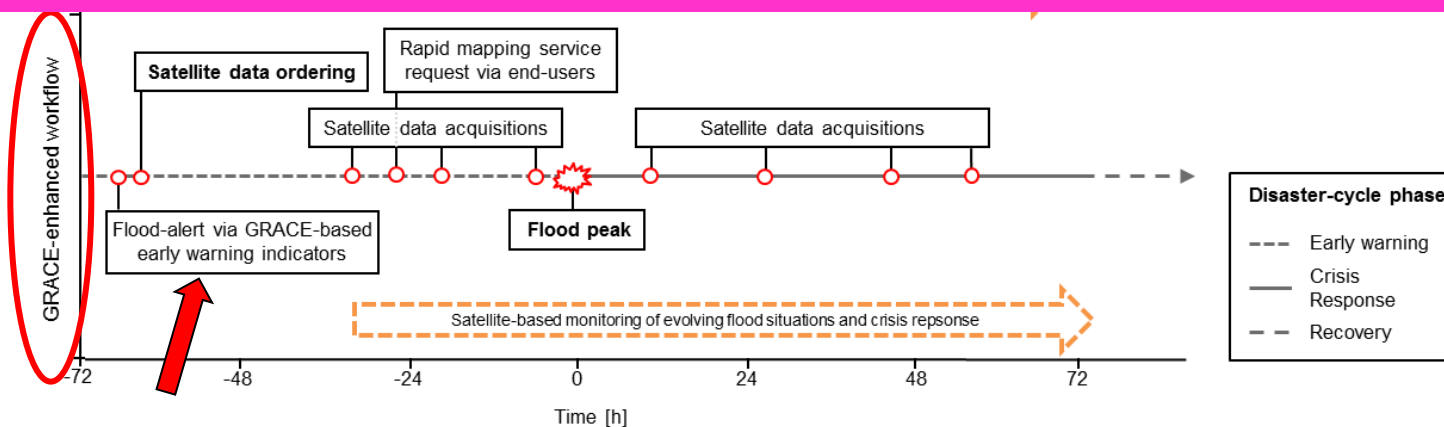 GRACE-enhanced workflow
Satellite data ordering
Rapid mapping service
request via end-users
Satellite data acquisitions
Satellite data acquisitions
Flood-alert via GRACE-based
early warning indicators
Flood peak
Satellite-based monitoring of evolving flood situations and crisis repsonse
Disaster-cycle phase
Early warning
Crisis
Response
Recovery
-72 -48 -24 0 24 48 72
Time [h]